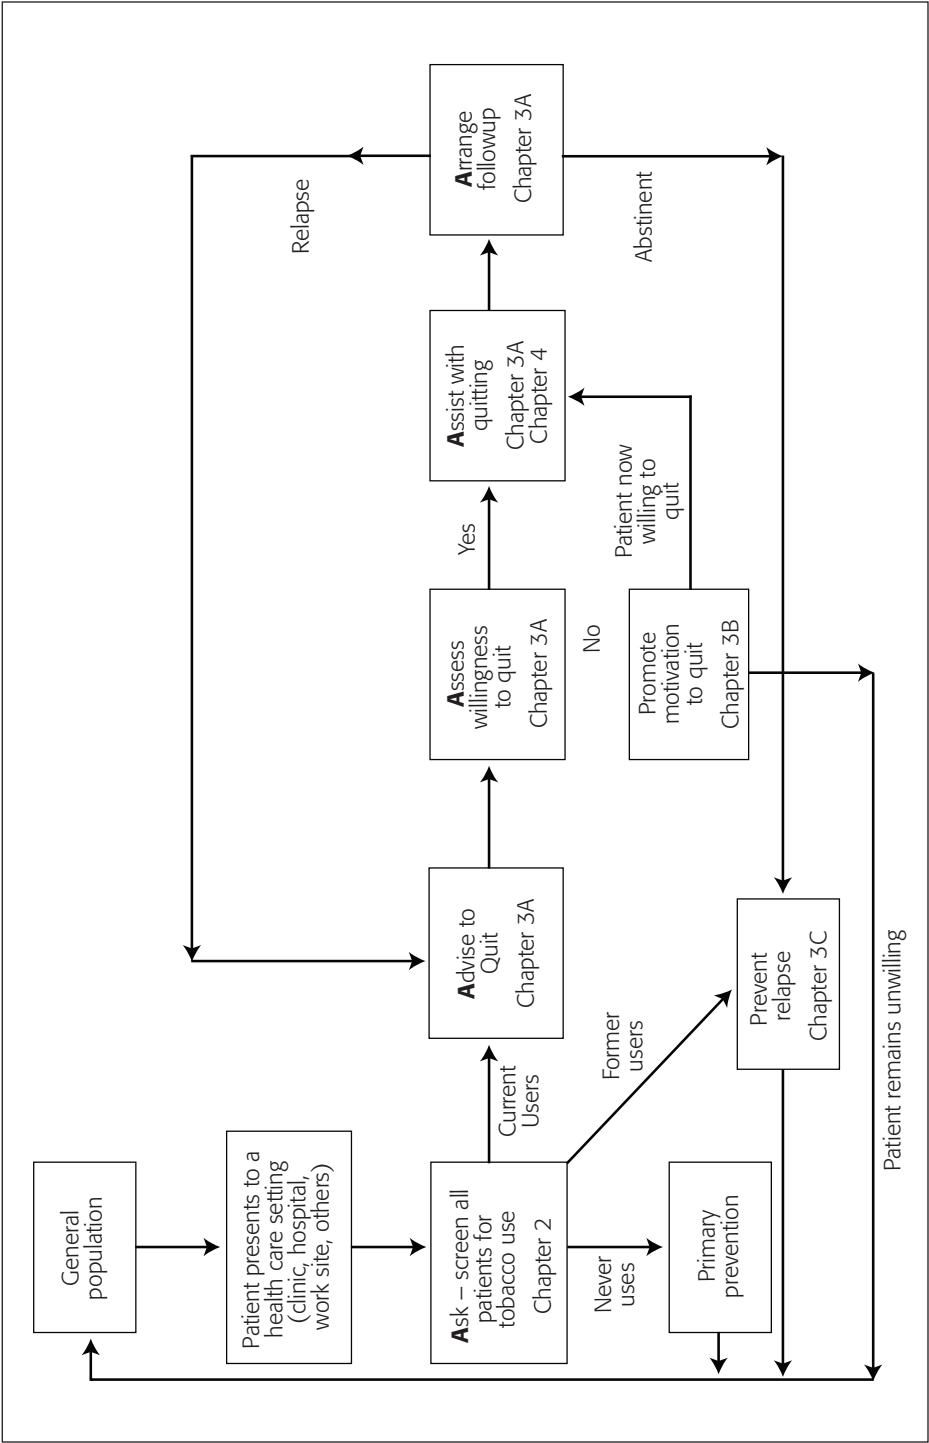 General
population
Patient presents to a
health care setting
(clinic, hospital,
work site, others)
Ask – screen all
patients for
tobacco use
Chapter 2
Never
uses
Primary
prevention
Current
Users
Former
users
Advise to
Quit
Chapter 3A
Prevent
relapse
Chapter 3C
Assess
willingness
to quit
Chapter 3A
Yes
No
Promote
motivation
to quit
Chapter 3B
Patient now
willing to
quit
Patient remains unwilling
Assist with
quitting
Chapter 3A
Chapter 4
Arrange
followup
Chapter 3A
Relapse
Abstinent